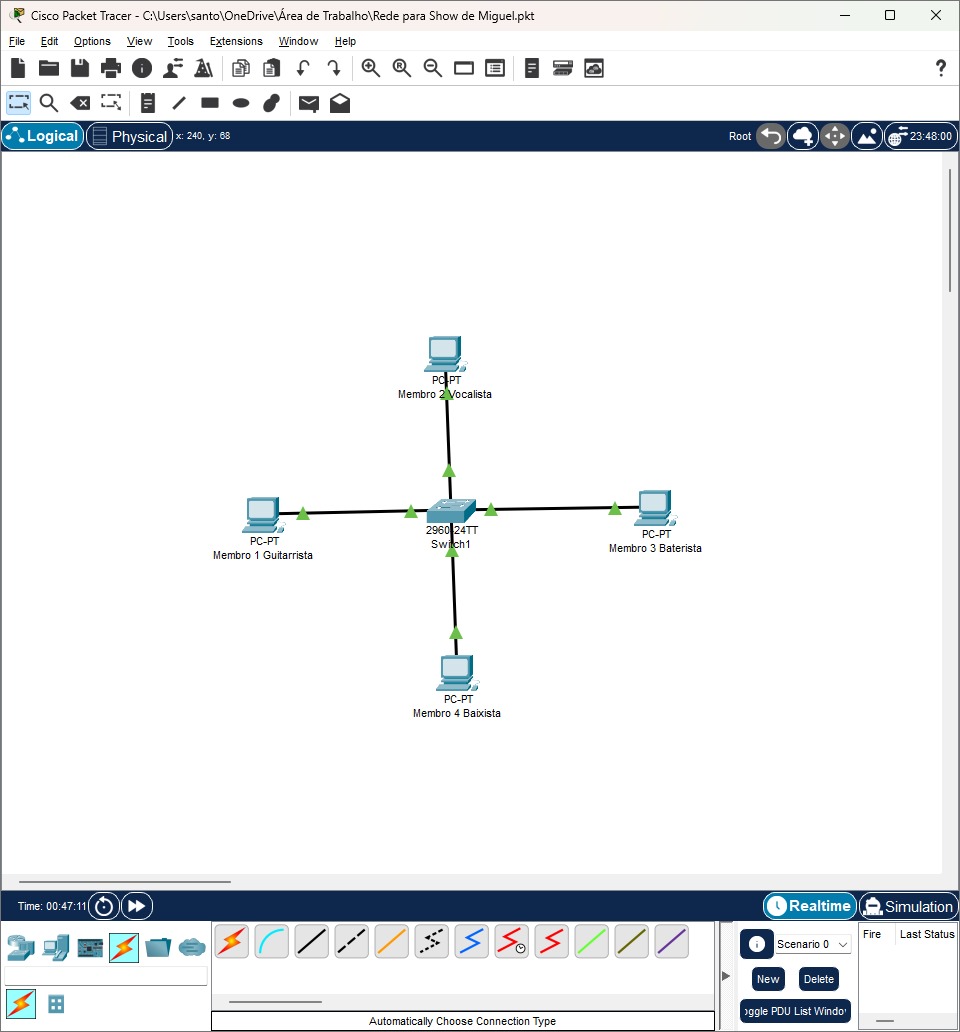 Cisco Packet Tracer - C:\Users\santo\OneDrive\Área de Trabalho\Rede para Show de Miguel.pkt
File Edit Options View Tools Extensions Window Help
Logical Physical x: 240, y: 68 Root 23:48:00
PC-PT
Membro 2 Vocalista
2960-24TT
Switch1
PC-PT
Membro 1 Guitarrista
PC-PT
Membro 3 Baterista
PC-PT
Membro 4 Baixista
Time: 00:47:11 Realtime Simulation
Scenario 0 Fire Last Status
New Delete
oggle PDU List Windo
Automatically Choose Connection Type